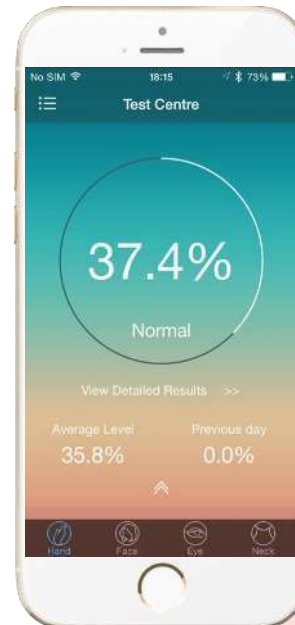 No SIM 18:15 73%
Test Centre
37.4%
Normal
View Detailed Results >>
Average Level Previous day
35.8% 0.0%
Hand Face Eye Neck